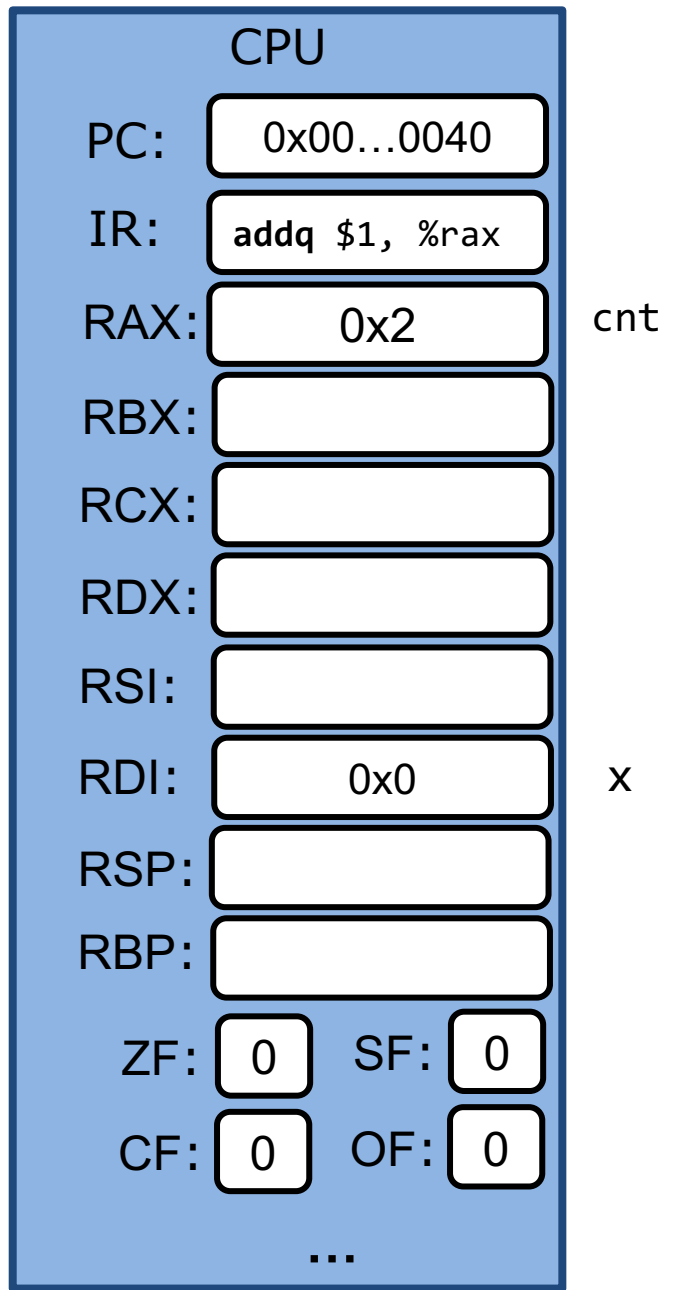 CPU
PC: 0x00...0040
IR: addq $1, %rax
RAX: 0x2 cnt
RBX:
RCX:
RDX:
RSI:
RDI: 0x0 x
RSP:
RBP:
ZF: 0 SF: 0
CF: 0 OF: 0
...